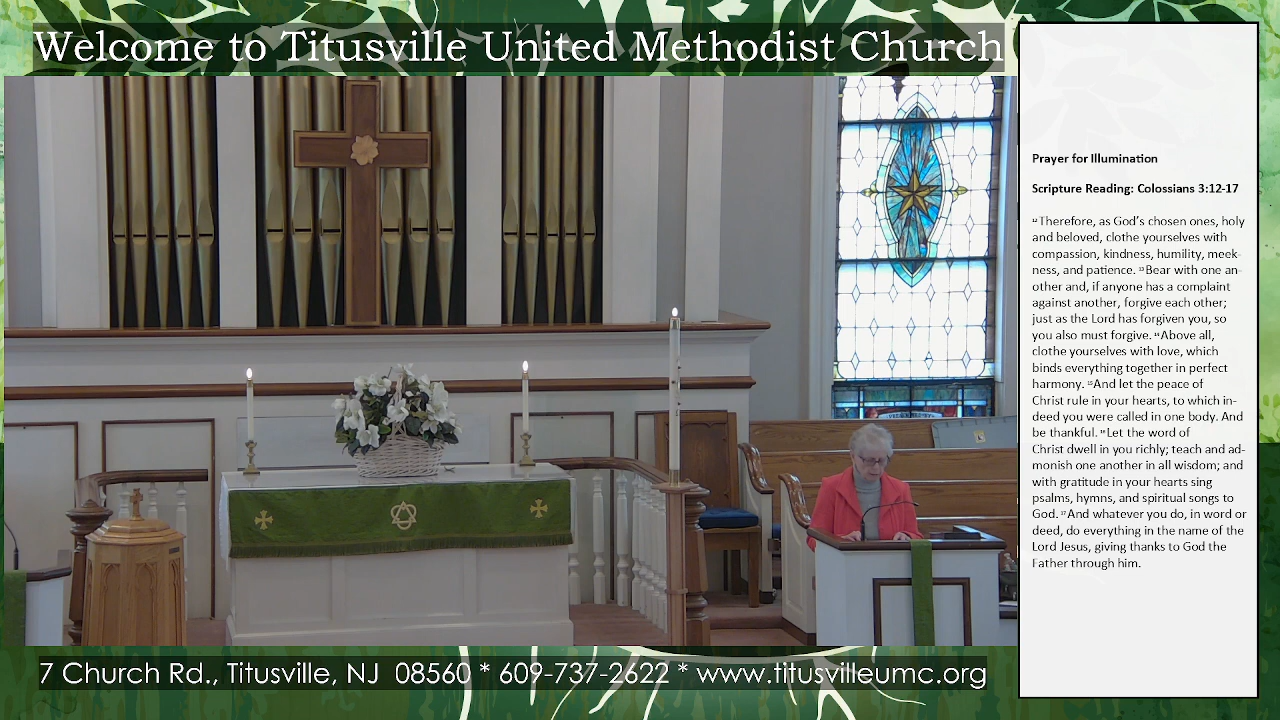 Welcome to Titusville United Methodist Church
Prayer for Illumination
Scripture Reading: Colossians 3:12-17
¹²Therefore, as God's chosen ones, holy
and beloved, clothe yourselves with
compassion, kindness, humility, meek-
ness, and patience. ¹³Bear with one an-
other and, if anyone has a complaint
against another, forgive each other;
just as the Lord has forgiven you, so
you also must forgive. ¹⁴Above all,
clothe yourselves with love, which
binds everything together in perfect
harmony. ¹⁵And let the peace of
Christ rule in your hearts, to which in-
deed you were called in one body. And
be thankful. ¹⁶Let the word of
Christ dwell in you richly; teach and ad-
monish one another in all wisdom; and
with gratitude in your hearts sing
psalms, hymns, and spiritual songs to
God. ¹⁷And whatever you do, in word or
deed, do everything in the name of the
Lord Jesus, giving thanks to God the
Father through him.
7 Church Rd., Titusville, NJ 08560 * 609-737-2622 * www.titusvilleumc.org